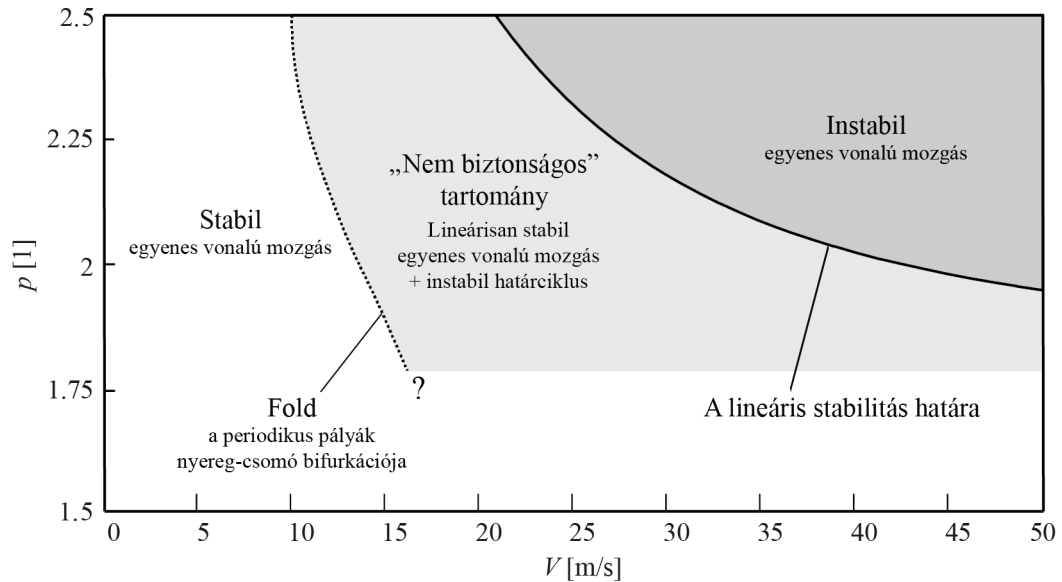 2.5
2.25
2
1.75
1.5
p [1]
Instabil
egyenes vonalú mozgás
„Nem biztonságos”
tartomány
Lineárisan stabil
egyenes vonalú mozgás
+ instabil határciklus
Stabil
egyenes vonalú mozgás
?
Fold
a periodikus pályák
nyereg-csomó bifurkációja
A lineáris stabilitás határa
0 5 10 15 20 25 30 35 40 45 50
V [m/s]